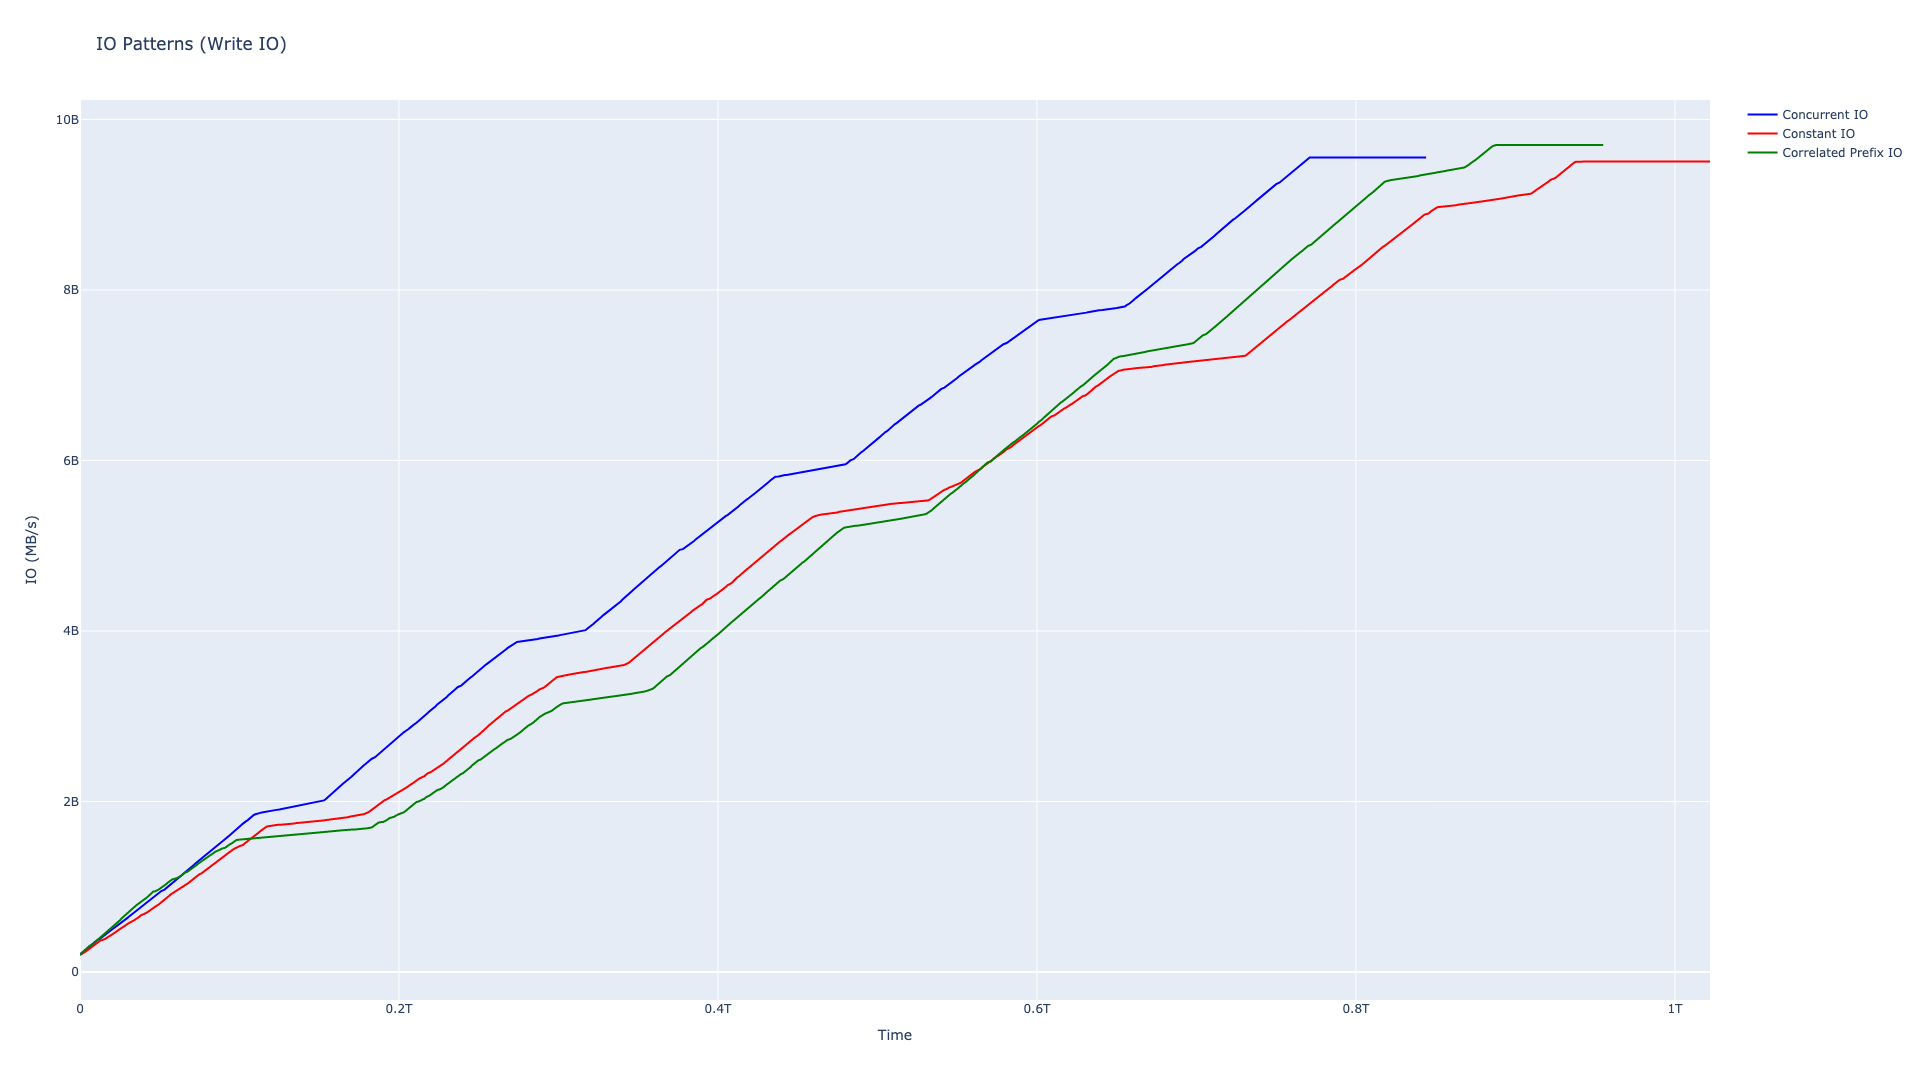 IO Patterns (Write IO)
Concurrent IO
Constant IO
Correlated Prefix IO
10B
8B
6B
4B
2B
0
IO (MB/s)
0
0.2T
0.4T
0.6T
0.8T
1T
Time